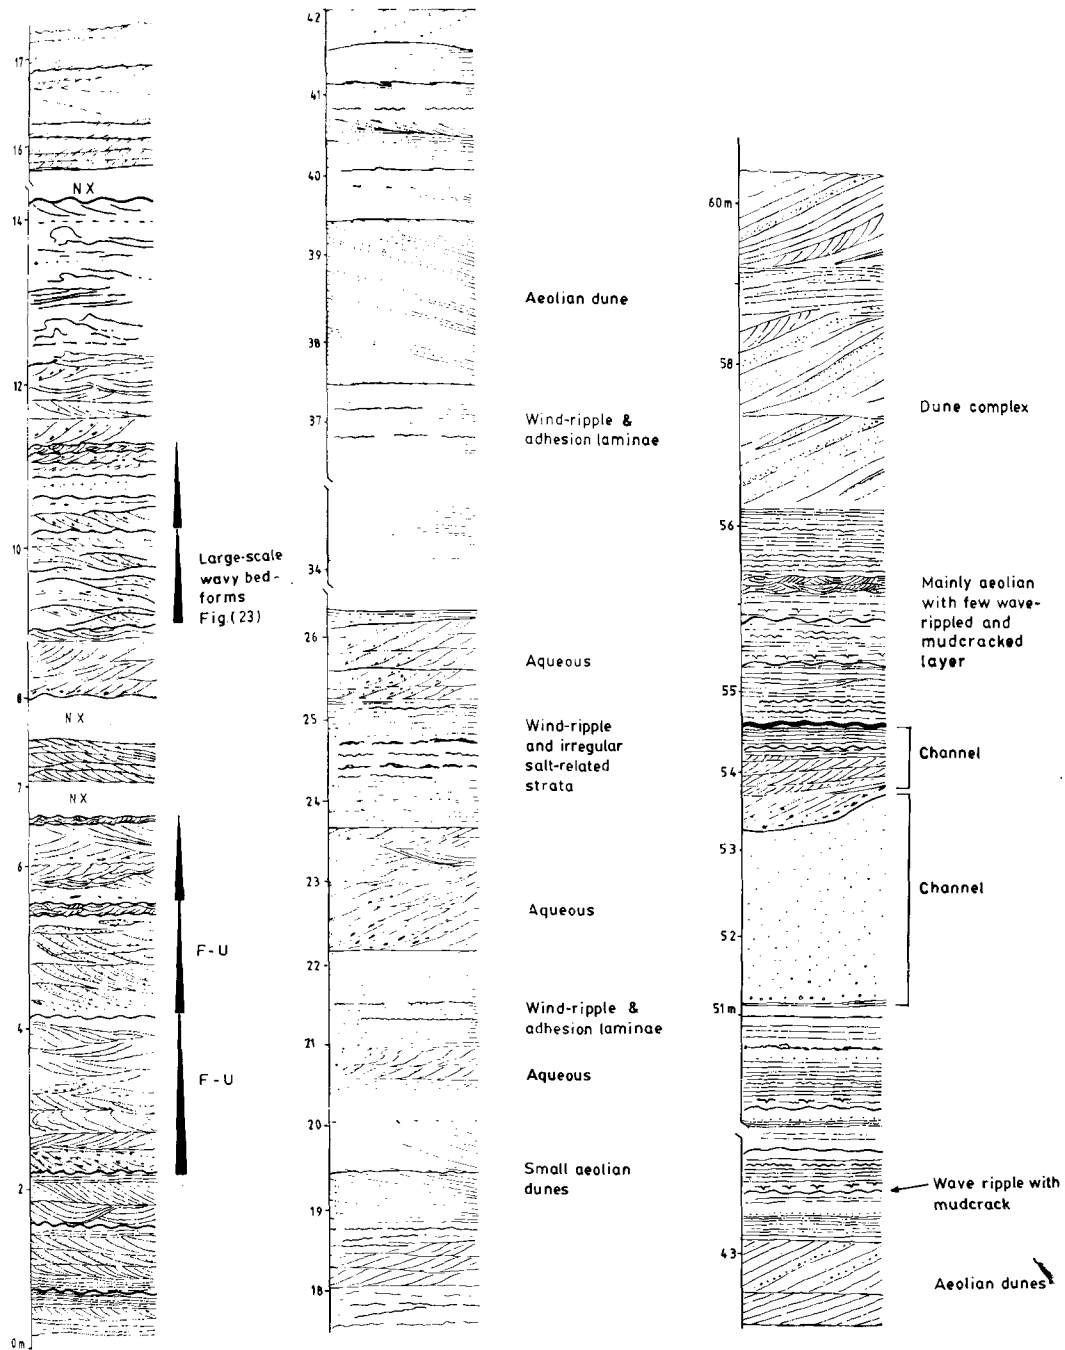 17
16
NX
14
12
10
Large-scale
wavy bed-
forms
Fig.(23)
8
NX
7
NX
6
F-U
4
F-U
2
0m
42
41
40
39
Aeolian dune
38
37
Wind-ripple &
adhesion laminae
34
26
Aqueous
25
Wind-ripple
and irregular
salt-related
strata
24
23
Aqueous
22
Wind-ripple &
adhesion laminae
21
Aqueous
20
Small aeolian
dunes
19
18
60m
58
Dune complex
56
Mainly aeolian
with few wave-
rippled and
mudcracked
layer
55
Channel
54
53
Channel
52
51m
Wave ripple with
mudcrack
43
Aeolian dunes